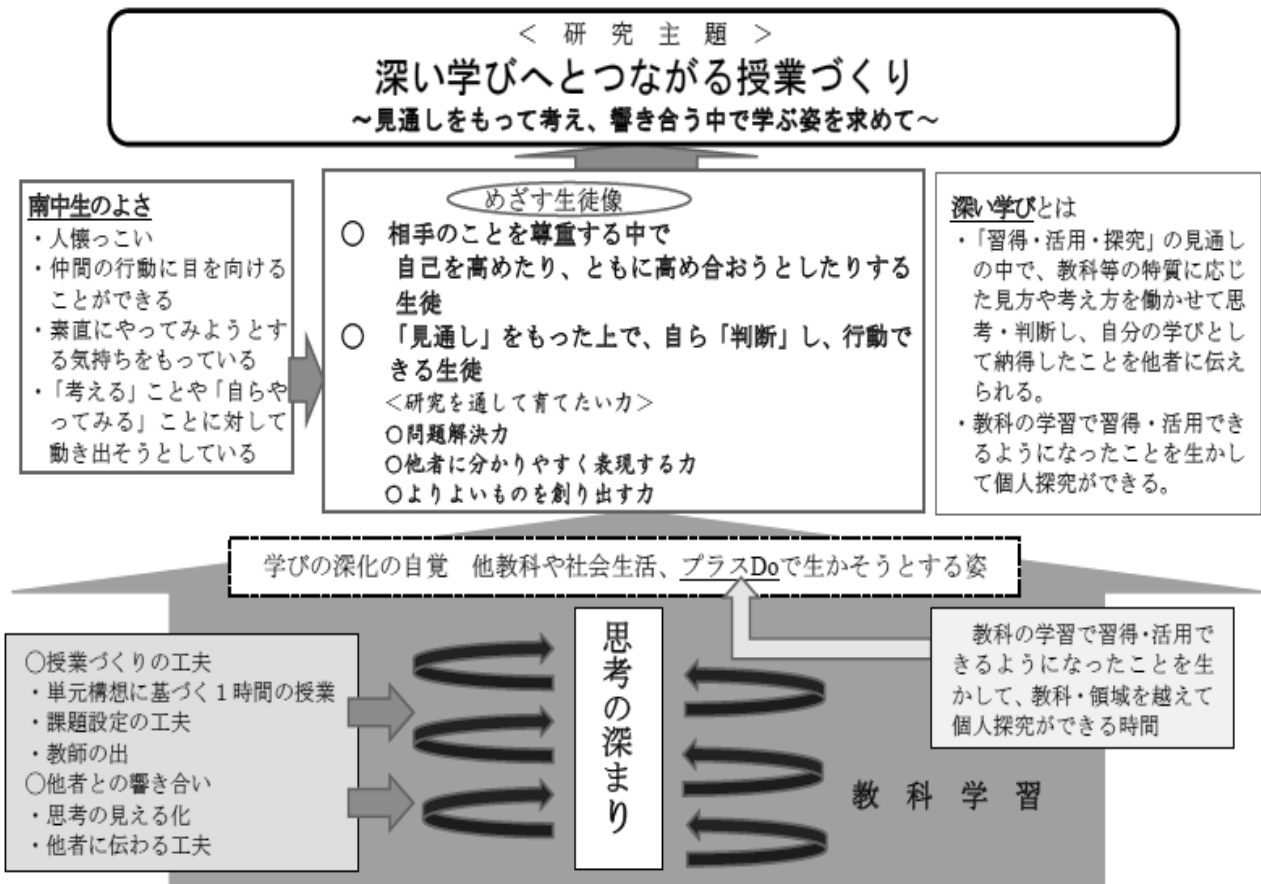 ＜ 研 究 主 題 ＞
深い学びへとつながる授業づくり
～見通しをもって考え、響き合う中で学ぶ姿を求めて～
南中生のよさ
・人懐っこい
・仲間の行動に目を向ける
ことができる
・素直にやってみようとす
る気持ちをもっている
・「考える」ことや「自らや
ってみる」ことに対して
動き出そうとしている
めざす生徒像
○ 相手のことを尊重する中で
自己を高めたり、ともに高め合おうとしたりする
生徒
○ 「見通し」をもった上で、自ら「判断」し、行動で
きる生徒
＜研究を通して育てたい力＞
○問題解決力
○他者に分かりやすく表現する力
○よりよいものを創り出す力
深い学びとは
・「習得・活用・探究」の見通し
の中で、教科等の特質に応じ
た見方や考え方を働かせて思
考・判断し、自分の学びとし
て納得したことを他者に伝え
られる。
・教科の学習で習得・活用でき
るようになったことを生かし
て個人探究ができる。
学びの深化の自覚 他教科や社会生活、プラスDoで生かそうとする姿
○授業づくりの工夫
・単元構想に基づく１時間の授業
・課題設定の工夫
・教師の出
○他者との響き合い
・思考の見える化
・他者に伝わる工夫
思考の深まり
教科の学習で習得・活用で
きるようになったことを生
かして、教科・領域を越えて
個人探究ができる時間
教 科 学 習